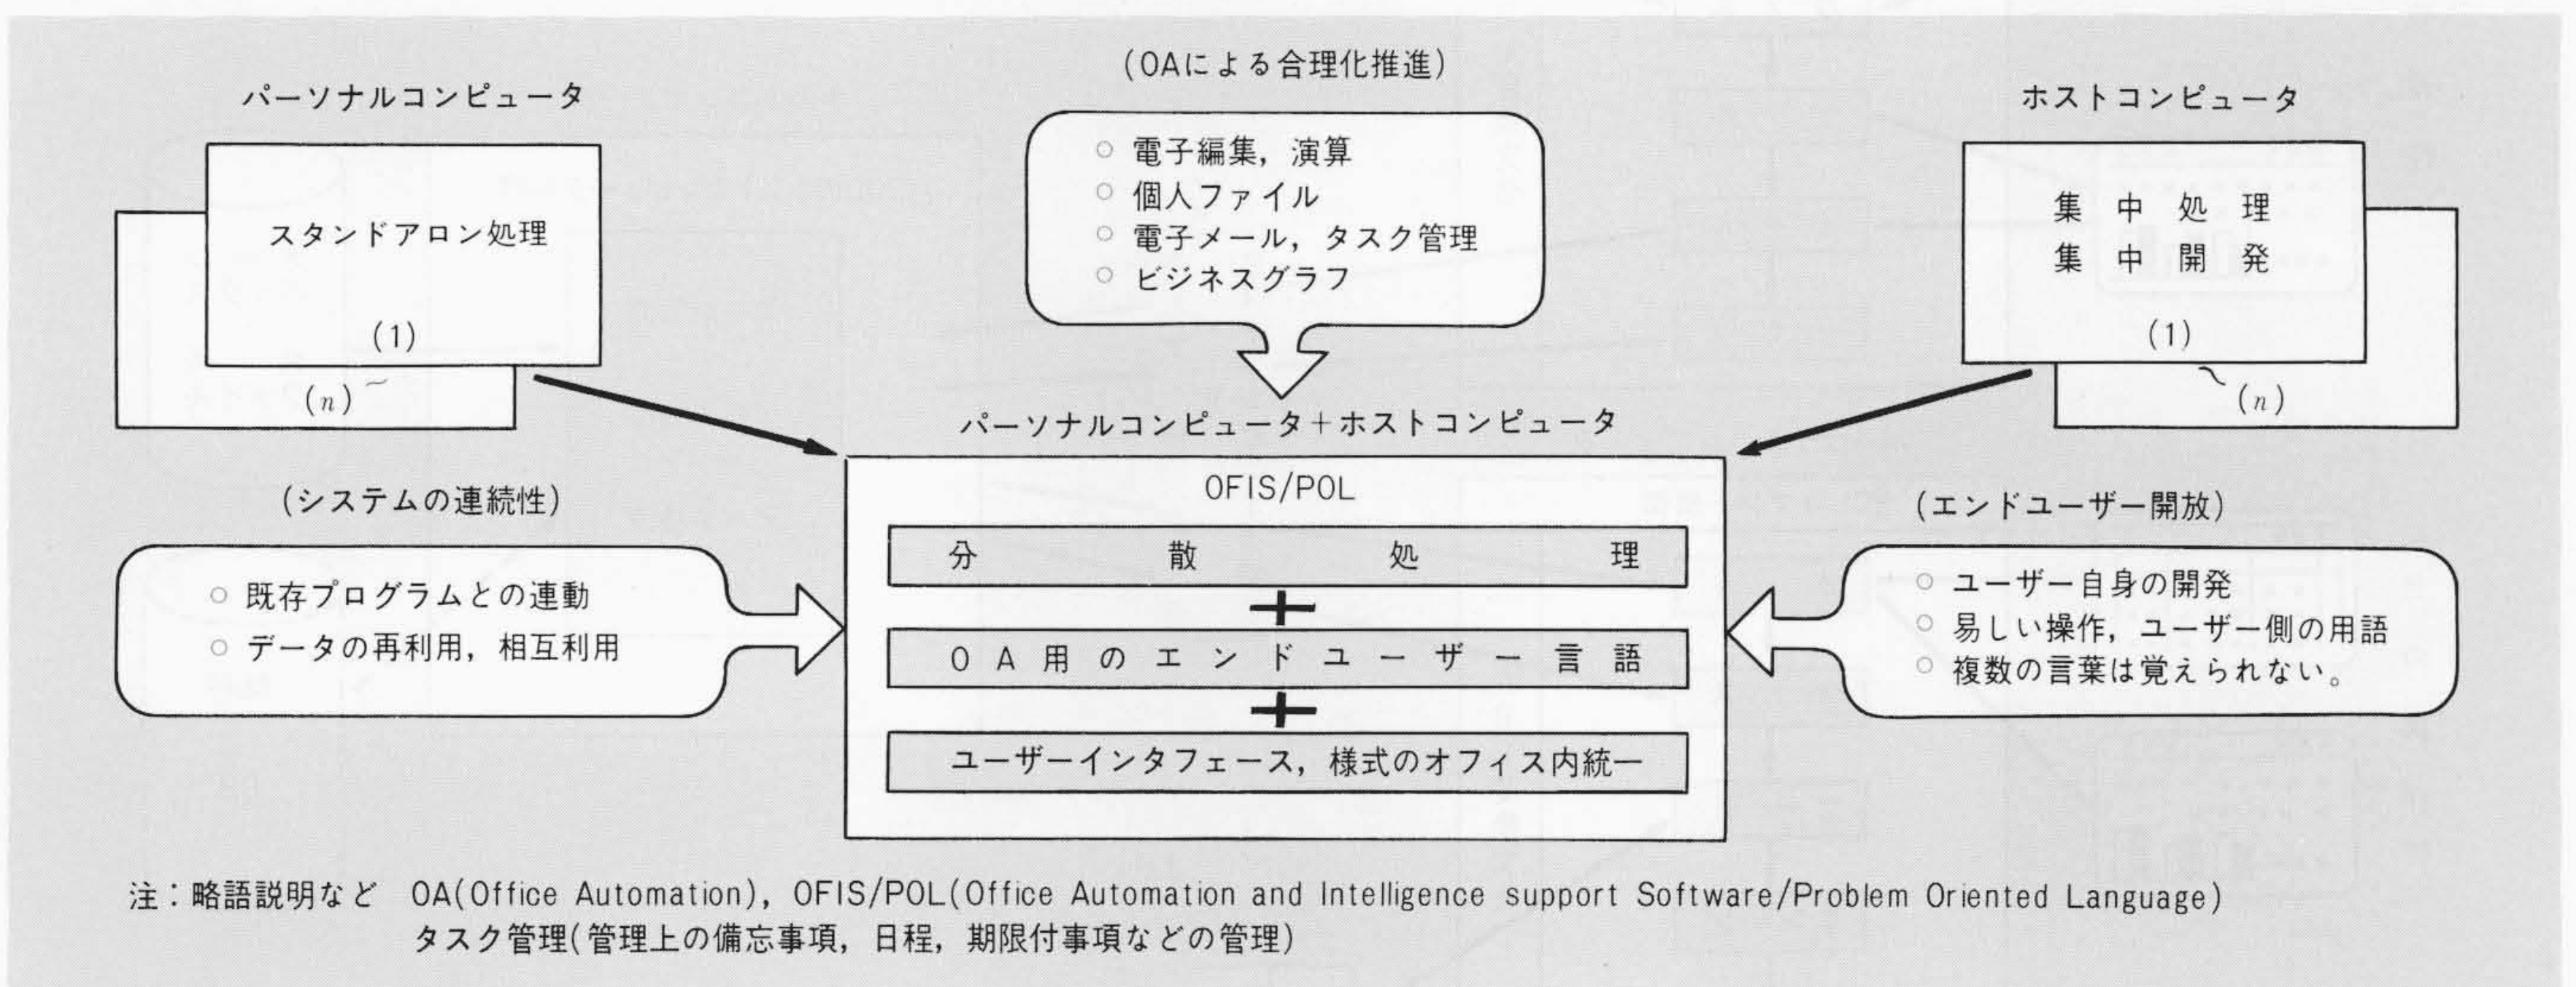 (OAによる合理化推進)
パーソナルコンピュータ
スタンドアロン処理
(1)
~
(n)
○ 電子編集, 演算
○ 個人ファイル
○ 電子メール, タスク管理
○ ビジネスグラフ
ホストコンピュータ
集中処理
集中開発
(1)
~
(n)
パーソナルコンピュータ+ホストコンピュータ
(システムの連続性)
○ 既存プログラムとの連動
○ データの再利用, 相互利用
OFIS/POL
分散処理
+
OA用のエンドユーザー言語
+
ユーザーインタフェース, 様式のオフィス内統一
(エンドユーザー開放)
○ ユーザー自身の開発
○ 易しい操作, ユーザー側の用語
○ 複数の言葉は覚えられない。
注:略語説明など OA(Office Automation), OFIS/POL(Office Automation and Intelligence support Software/Problem Oriented Language)
タスク管理(管理上の備忘事項, 日程, 期限付事項などの管理)